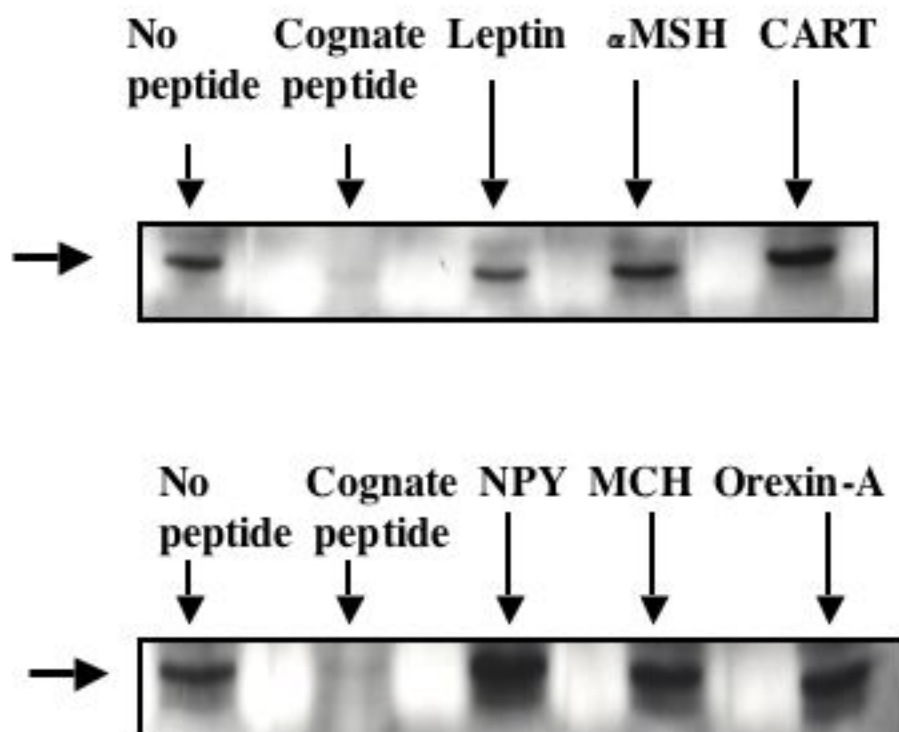 No Cognate Leptin αMSH CART
peptide peptide
No Cognate NPY MCH Orexin-A
peptide peptide